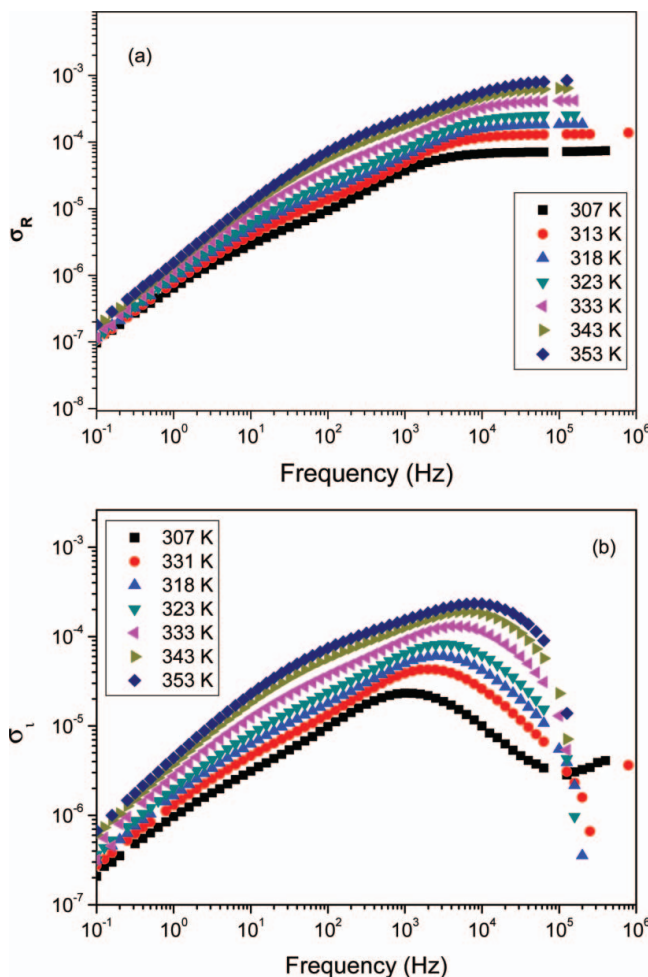 (a)
10⁻³
10⁻⁴
10⁻⁵
10⁻⁶
10⁻⁷
10⁻⁸
σ_R
307 K
313 K
318 K
323 K
333 K
343 K
353 K
10⁻¹ 10⁰ 10¹ 10² 10³ 10⁴ 10⁵ 10⁶
Frequency (Hz)
(b)
307 K
331 K
318 K
323 K
333 K
343 K
353 K
10⁻³
10⁻⁴
10⁻⁵
10⁻⁶
10⁻⁷
σ_ι
10⁻¹ 10⁰ 10¹ 10² 10³ 10⁴ 10⁵ 10⁶
Frequency (Hz)